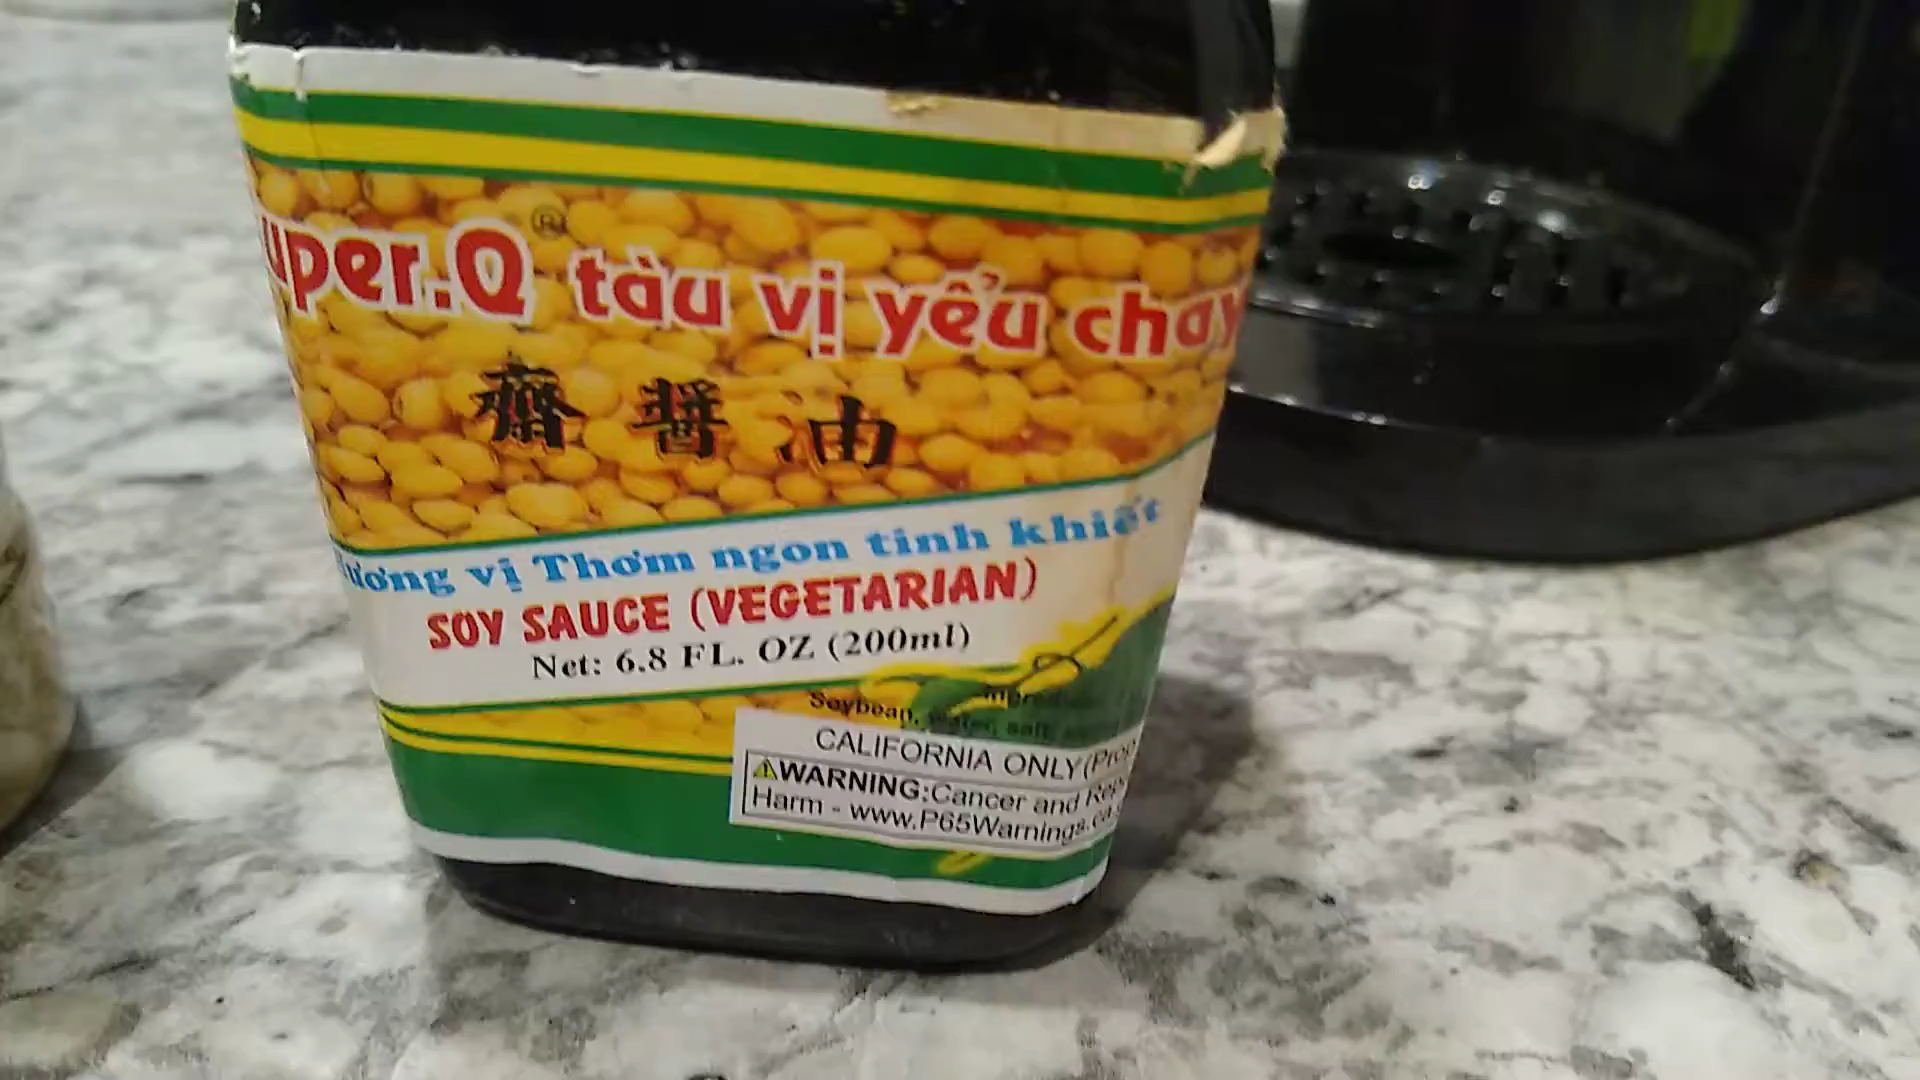 uper.Q® tàu vị yểu chay
齋醬油
ương vị Thơm ngon tinh khiết
SOY SAUCE (VEGETARIAN)
Net: 6.8 FL. OZ (200ml)
Soybean, water, salt,
CALIFORNIA ONLY (Prop
WARNING: Cancer and Rep
Harm - www.P65Warnings.ca.g